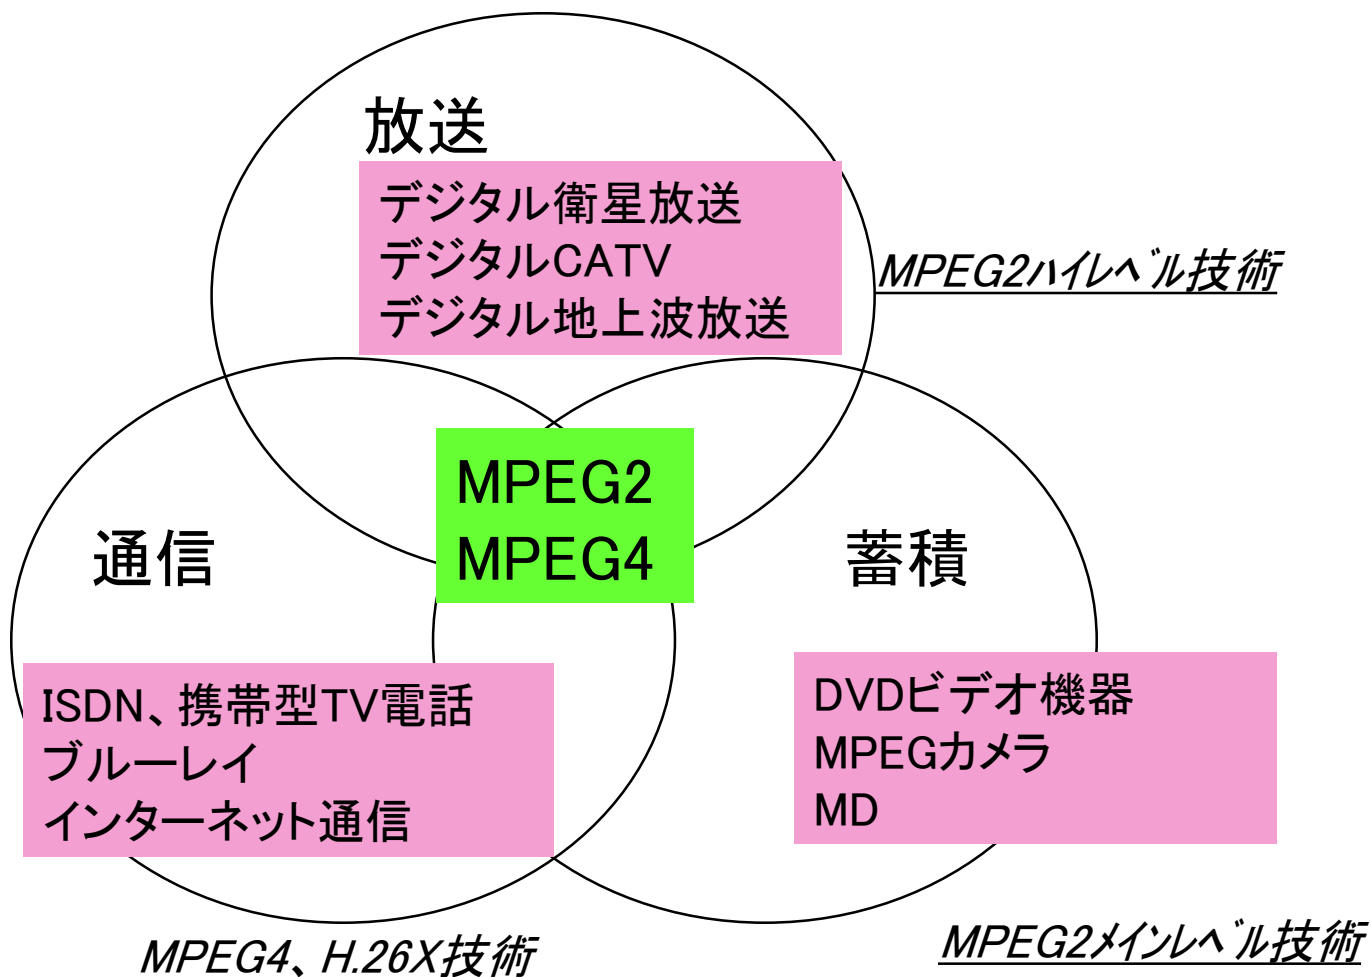 放送
デジタル衛星放送
デジタルCATV
デジタル地上波放送
MPEG2ﾊｲﾚﾍﾞﾙ技術
MPEG2
MPEG4
通信
蓄積
ISDN、携帯型TV電話
ブルーレイ
インターネット通信
DVDビデオ機器
MPEGカメラ
MD
MPEG4、H.26X技術
MPEG2ﾒｲﾝﾚﾍﾞﾙ技術